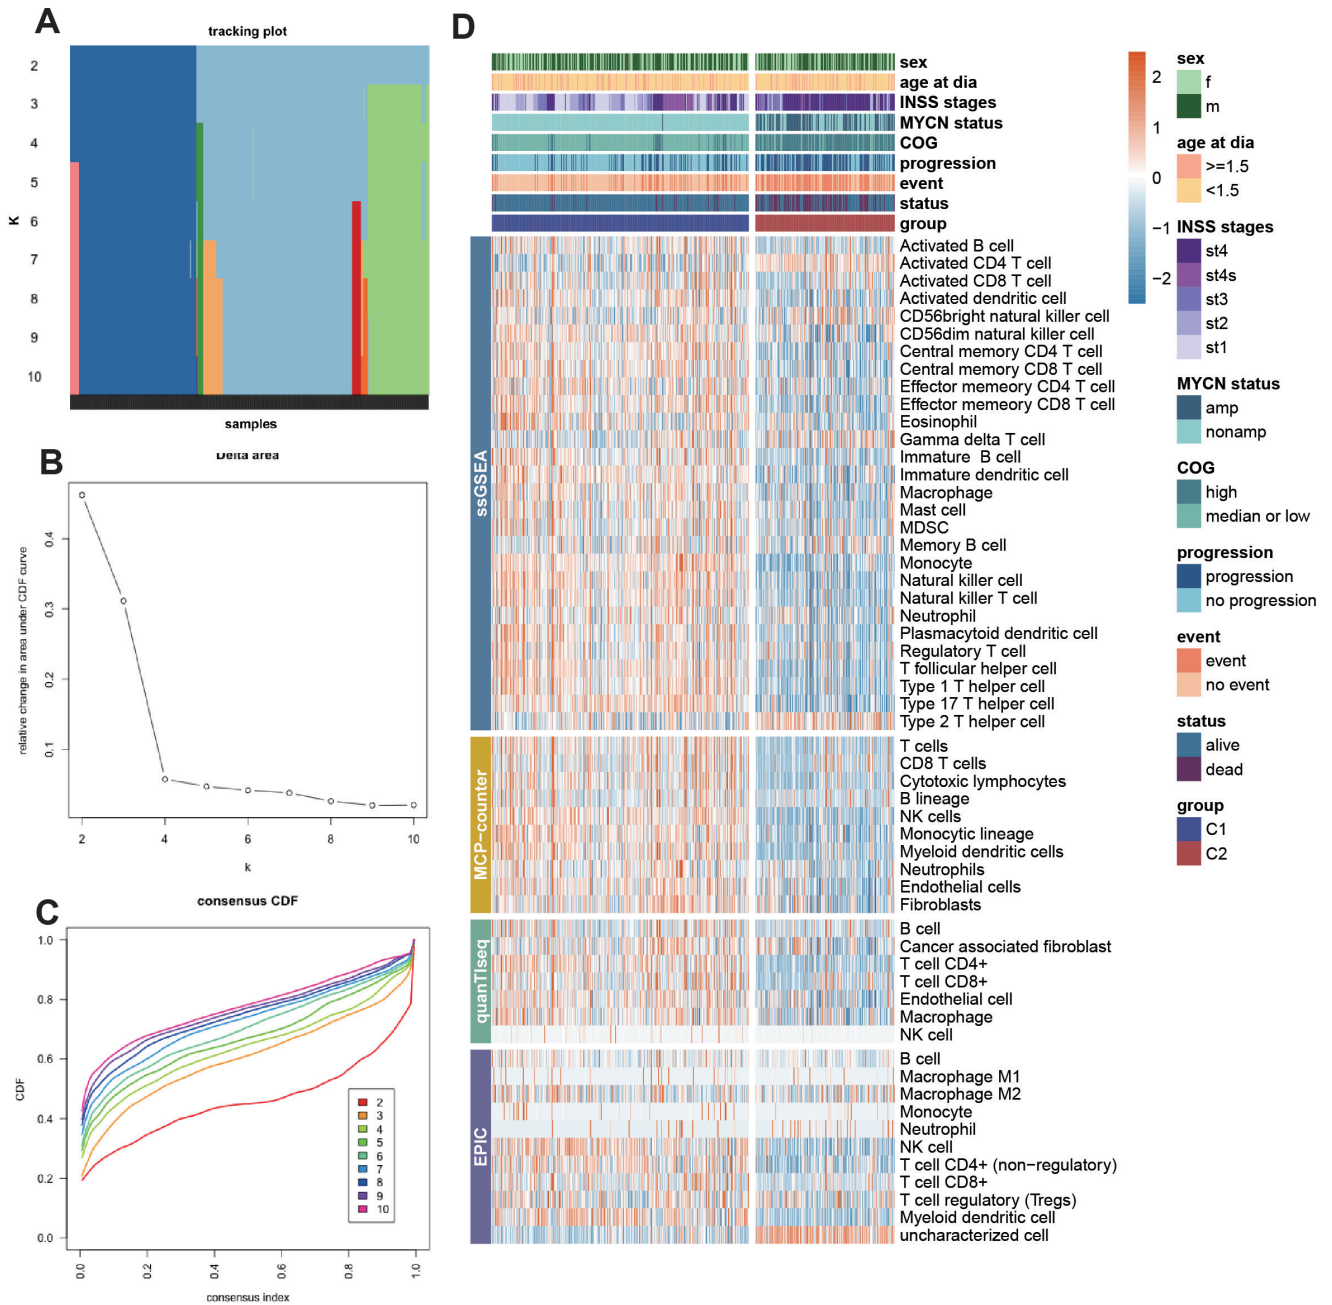 A
tracking plot
2
3
4
5
6
7
8
9
10
K
samples
B
Delta area
0.4
0.3
0.2
0.1
relative change in area under CDF curve
2
4
6
8
10
k
C
consensus CDF
1.0
0.8
0.6
0.4
0.2
0.0
CDF
2
3
4
5
6
7
8
9
10
0.0
0.2
0.4
0.6
0.8
1.0
consensus index
D
sex
age at dia
INSS stages
MYCN status
COG
progression
event
status
group
ssGSEA
Activated B cell
Activated CD4 T cell
Activated CD8 T cell
Activated dendritic cell
CD56bright natural killer cell
CD56dim natural killer cell
Central memory CD4 T cell
Central memory CD8 T cell
Effector memeory CD4 T cell
Effector memeory CD8 T cell
Eosinophil
Gamma delta T cell
Immature B cell
Immature dendritic cell
Macrophage
Mast cell
MDSC
Memory B cell
Monocyte
Natural killer cell
Natural killer T cell
Neutrophil
Plasmacytoid dendritic cell
Regulatory T cell
T follicular helper cell
Type 1 T helper cell
Type 17 T helper cell
Type 2 T helper cell
MCP-counter
T cells
CD8 T cells
Cytotoxic lymphocytes
B lineage
NK cells
Monocytic lineage
Myeloid dendritic cells
Neutrophils
Endothelial cells
Fibroblasts
quanTIseq
B cell
Cancer associated fibroblast
T cell CD4+
T cell CD8+
Endothelial cell
Macrophage
NK cell
EPIC
B cell
Macrophage M1
Macrophage M2
Monocyte
Neutrophil
NK cell
T cell CD4+ (non-regulatory)
T cell CD8+
T cell regulatory (Tregs)
Myeloid dendritic cell
uncharacterized cell
2
1
0
-1
-2
sex
f
m
age at dia
>=1.5
<1.5
INSS stages
st4
st4s
st3
st2
st1
MYCN status
amp
nonamp
COG
high
median or low
progression
progression
no progression
event
event
no event
status
alive
dead
group
C1
C2